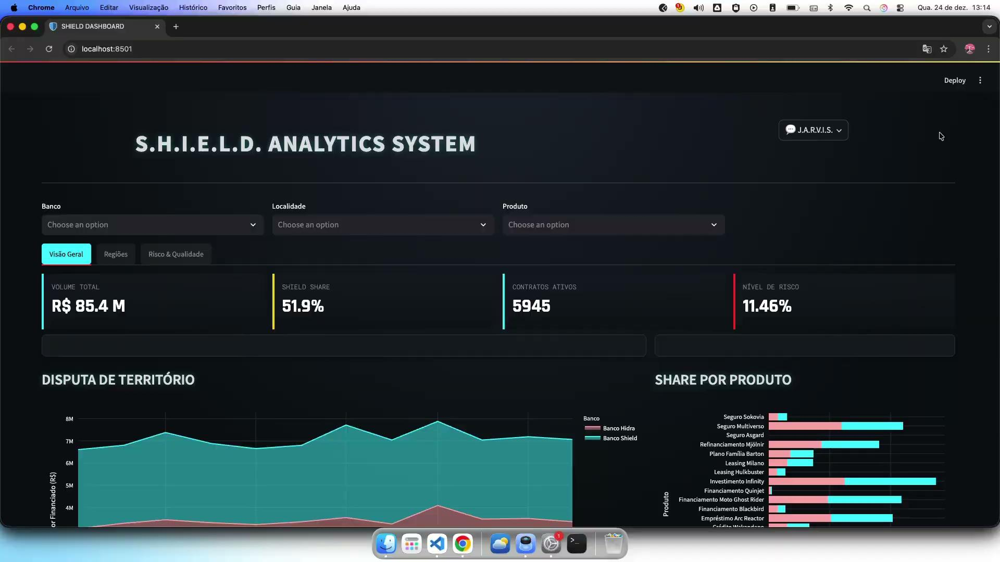 Chrome Arquivo Editar Visualização Histórico Favoritos Perfis Guia Janela Ajuda
Qua. 24 de dez. 13:14
SHIELD DASHBOARD
localhost:8501
Deploy
J.A.R.V.I.S.
S.H.I.E.L.D. ANALYTICS SYSTEM
Banco Localidade Produto
Choose an option Choose an option Choose an option
Visão Geral Regiões Risco & Qualidade
VOLUME TOTAL
R$ 85.4 M
SHIELD SHARE
51.9%
CONTRATOS ATIVOS
5945
NÍVEL DE RISCO
11.46%
DISPUTA DE TERRITÓRIO
8M
7M
6M
5M
4M
or Financiado (R$)
Banco
Banco Hidra
Banco Shield
SHARE POR PRODUTO
Produto
Seguro Sokovia
Seguro Multiverso
Seguro Asgard
Refinanciamento Mjölnir
Plano Família Barton
Leasing Milano
Leasing Hulkbuster
Investimento Infinity
Financiamento Quinjet
Financiamento Moto Ghost Rider
Financiamento Blackbird
Empréstimo Arc Reactor
Crédito Wakandano
1